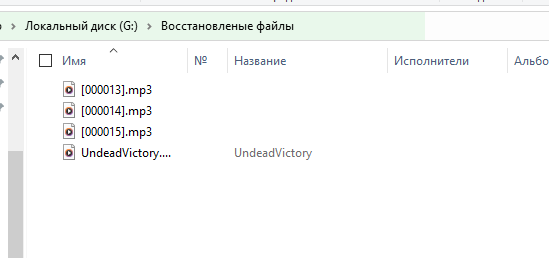 Локальный диск (G:) > Восстановленые файлы
Имя № Название Исполнители Альбо
[000013].mp3
[000014].mp3
[000015].mp3
UndeadVictory.... UndeadVictory